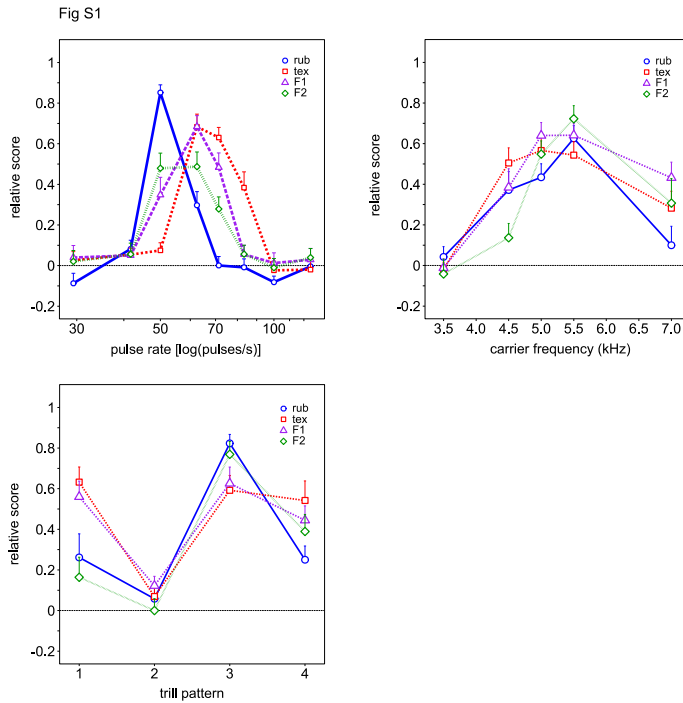 Fig S1
1
0.8
0.6
0.4
0.2
0
-0.2
relative score
rub
tex
F1
F2
30 50 70 100
pulse rate [log(pulses/s)]
1
0.8
0.6
0.4
0.2
0
-0.2
relative score
rub
tex
F1
F2
3.5 4.0 4.5 5.0 5.5 6.0 6.5 7.0
carrier frequency (kHz)
1
0.8
0.6
0.4
0.2
0
-0.2
relative score
rub
tex
F1
F2
1 2 3 4
trill pattern